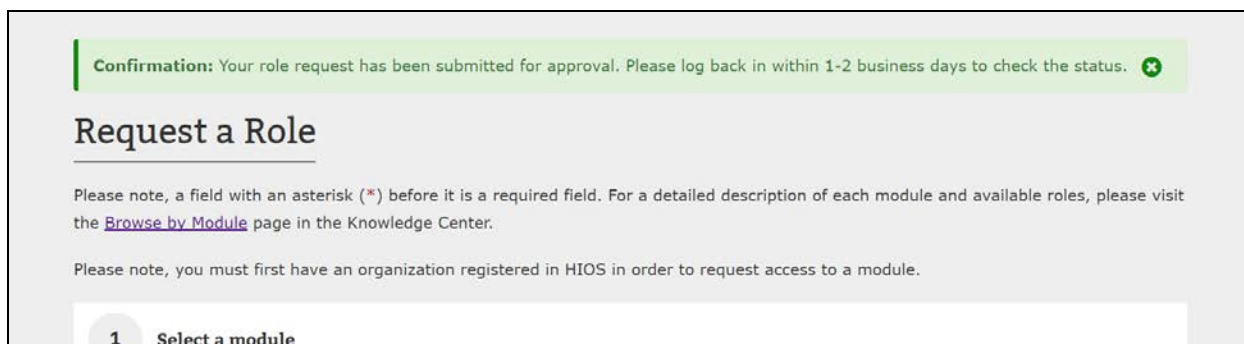 Confirmation: Your role request has been submitted for approval. Please log back in within 1-2 business days to check the status.
Request a Role
Please note, a field with an asterisk (*) before it is a required field. For a detailed description of each module and available roles, please visit
the Browse by Module page in the Knowledge Center.
Please note, you must first have an organization registered in HIOS in order to request access to a module.
1 Select a module